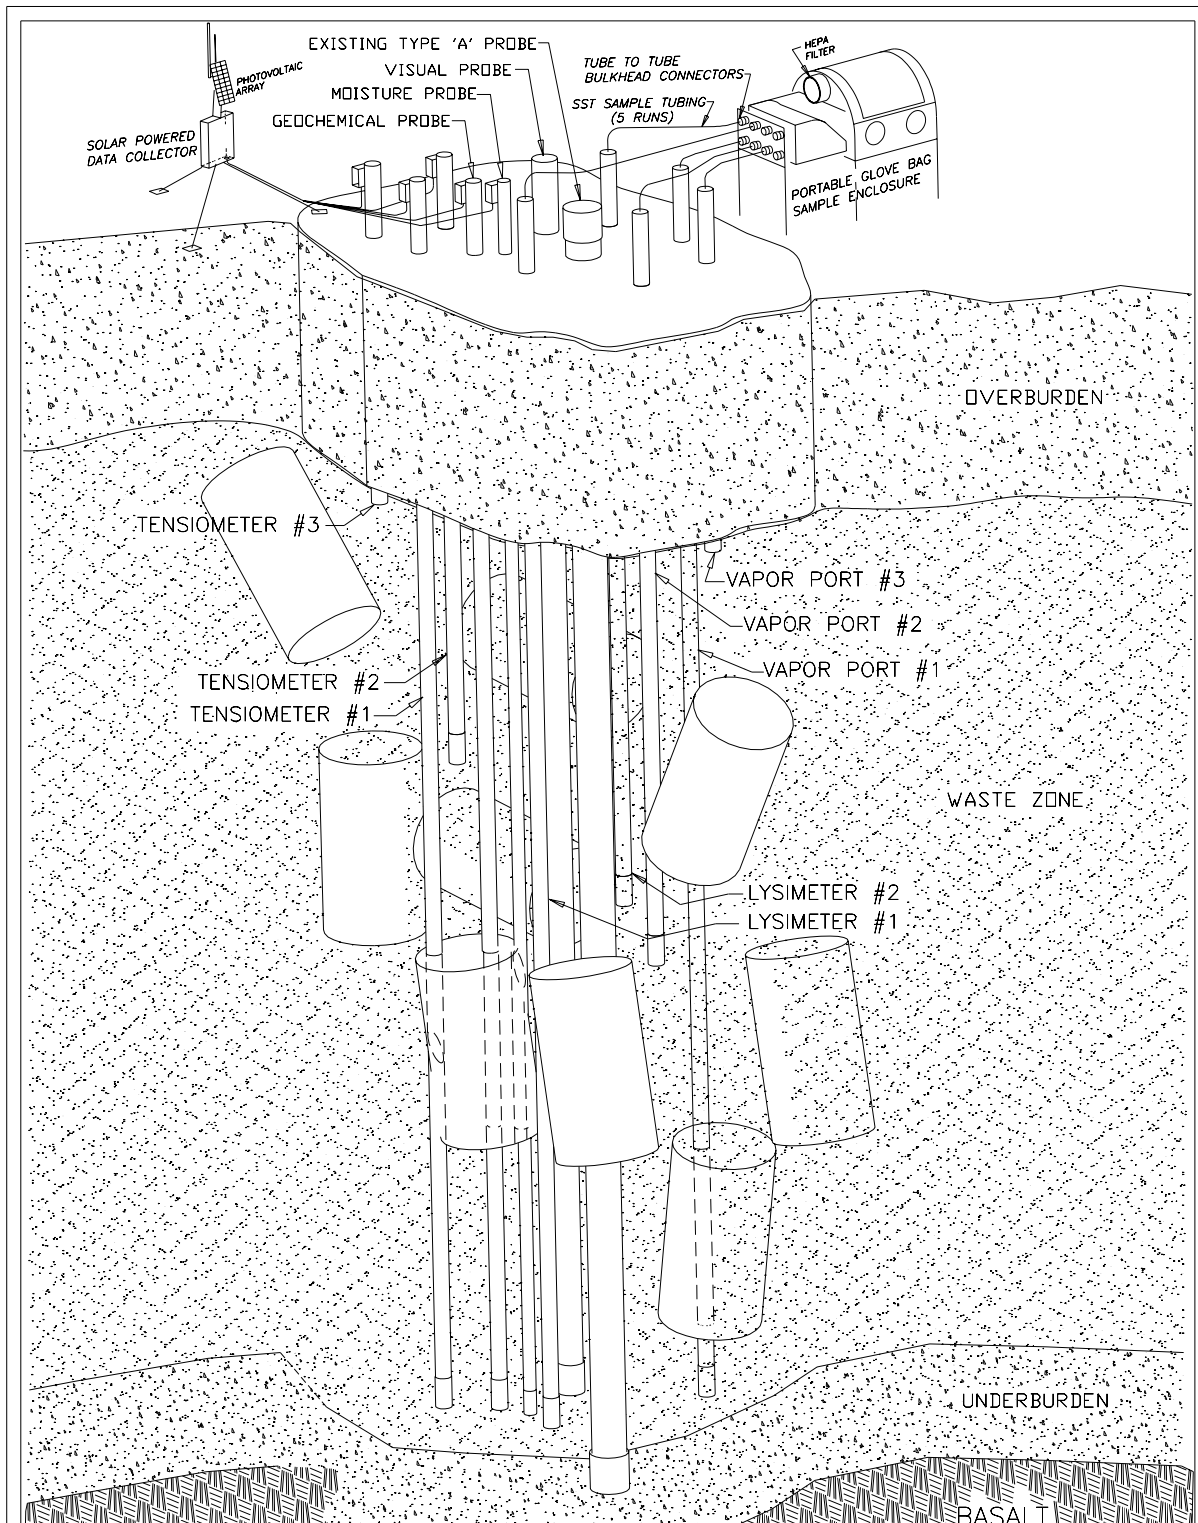 EXISTING TYPE 'A' PROBE
VISUAL PROBE
MOISTURE PROBE
GEOCHEMICAL PROBE
PHOTOVOLTAIC
ARRAY
SOLAR POWERED
DATA COLLECTOR
TUBE TO TUBE
BULKHEAD CONNECTORS
SST SAMPLE TUBING
(5 RUNS)
HEPA
FILTER
PORTABLE GLOVE BAG
SAMPLE ENCLOSURE
OVERBURDEN
TENSIOMETER #3
VAPOR PORT #3
VAPOR PORT #2
VAPOR PORT #1
TENSIOMETER #2
TENSIOMETER #1
WASTE ZONE
LYSIMETER #2
LYSIMETER #1
UNDERBURDEN
BASALT